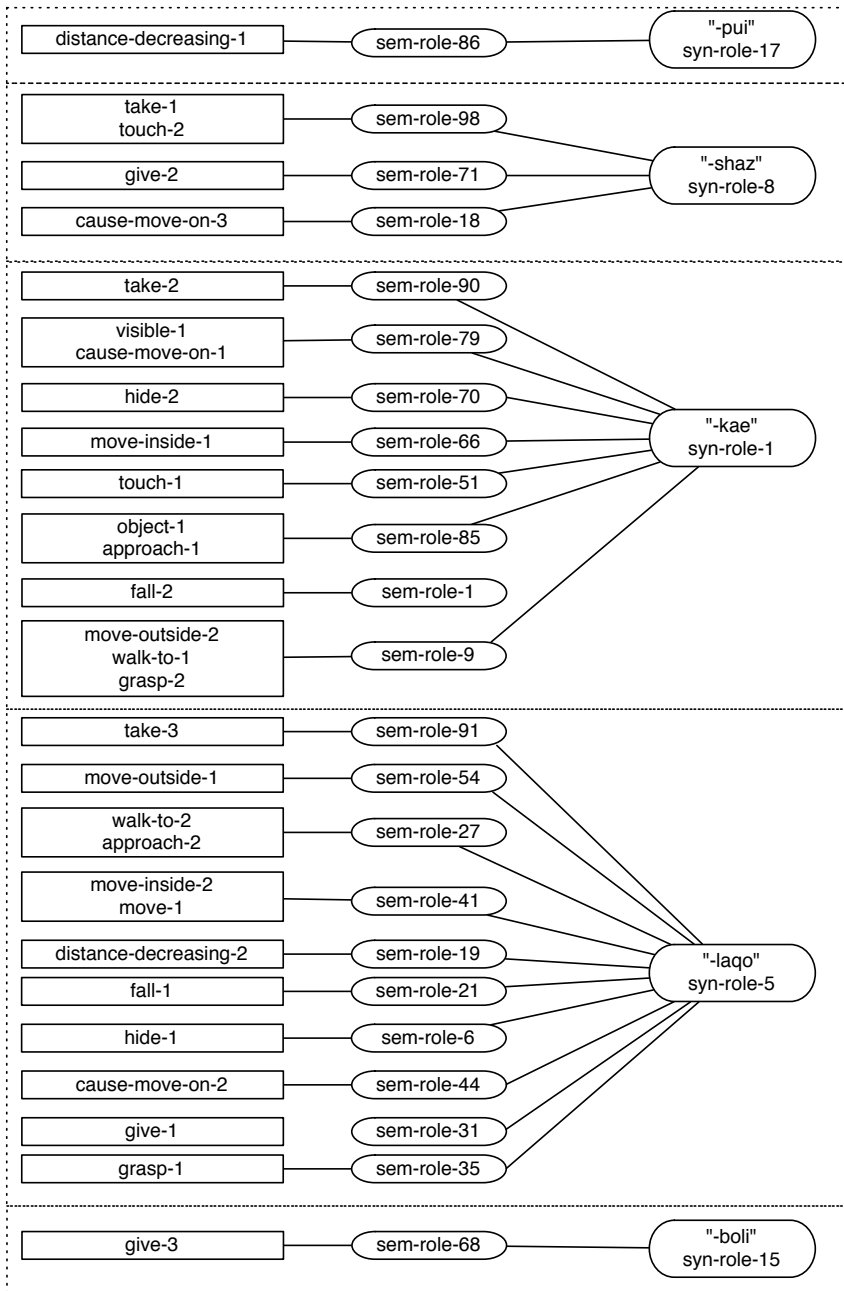 distance-decreasing-1
sem-role-86
"-pui"
syn-role-17
take-1
touch-2
sem-role-98
give-2
sem-role-71
cause-move-on-3
sem-role-18
"-shaz"
syn-role-8
take-2
sem-role-90
visible-1
cause-move-on-1
sem-role-79
hide-2
sem-role-70
move-inside-1
sem-role-66
touch-1
sem-role-51
object-1
approach-1
sem-role-85
fall-2
sem-role-1
move-outside-2
walk-to-1
grasp-2
sem-role-9
"-kae"
syn-role-1
take-3
sem-role-91
move-outside-1
sem-role-54
walk-to-2
approach-2
sem-role-27
move-inside-2
move-1
sem-role-41
distance-decreasing-2
sem-role-19
fall-1
sem-role-21
hide-1
sem-role-6
cause-move-on-2
sem-role-44
give-1
sem-role-31
grasp-1
sem-role-35
"-laqo"
syn-role-5
give-3
sem-role-68
"-boli"
syn-role-15